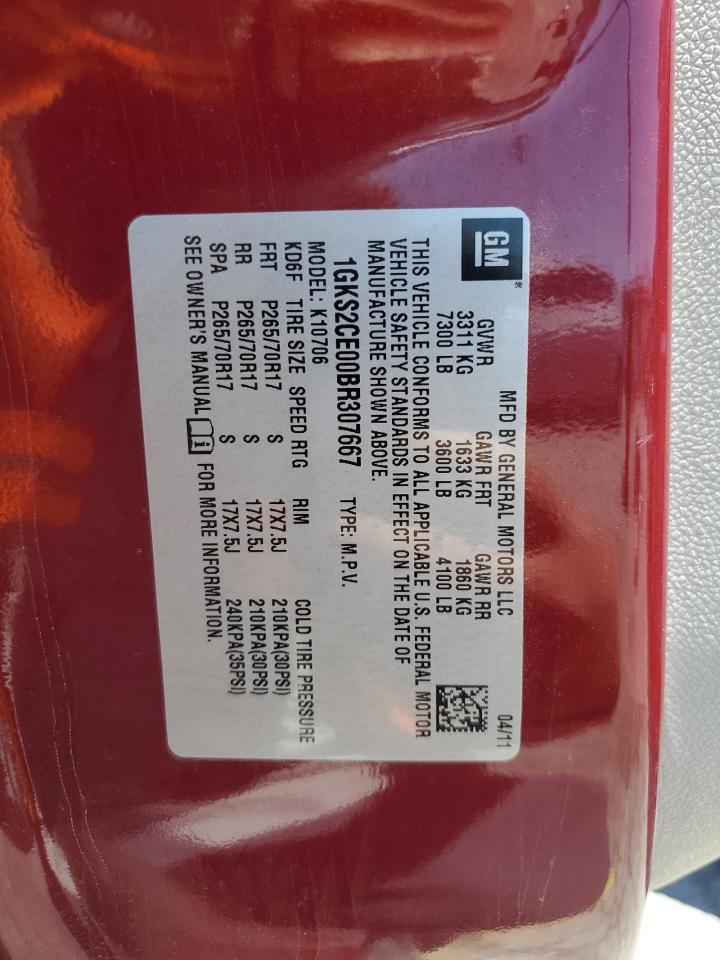 GM®
MFD BY GENERAL MOTORS LLC 04/11
GVWR GAWR FRT GAWR RR
3311 KG 1633 KG 1860 KG
7300 LB 3600 LB 4100 LB
THIS VEHICLE CONFORMS TO ALL APPLICABLE U.S. FEDERAL MOTOR
VEHICLE SAFETY STANDARDS IN EFFECT ON THE DATE OF
MANUFACTURE SHOWN ABOVE.
1GKS2CE00BR307667 TYPE: M.P.V.
MODEL: K10706
KD6F TIRE SIZE SPEED RTG RIM COLD TIRE PRESSURE
FRT P265/70R17 S 17X7.5J 210KPA(30PSI)
RR P265/70R17 S 17X7.5J 210KPA(30PSI)
SPA P265/70R17 S 17X7.5J 240KPA(35PSI)
SEE OWNER'S MANUAL i FOR MORE INFORMATION.